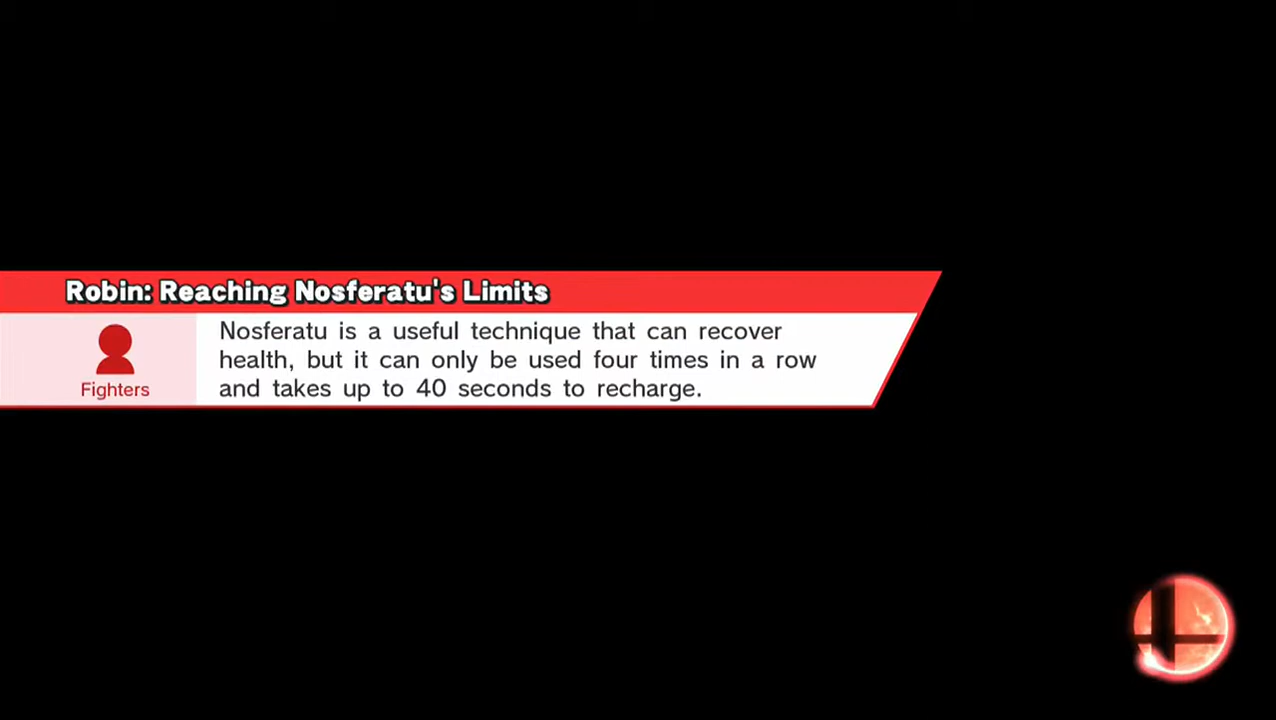 Robin: Reaching Nosferatu's Limits
Nosferatu is a useful technique that can recover
health, but it can only be used four times in a row
and takes up to 40 seconds to recharge.
Fighters